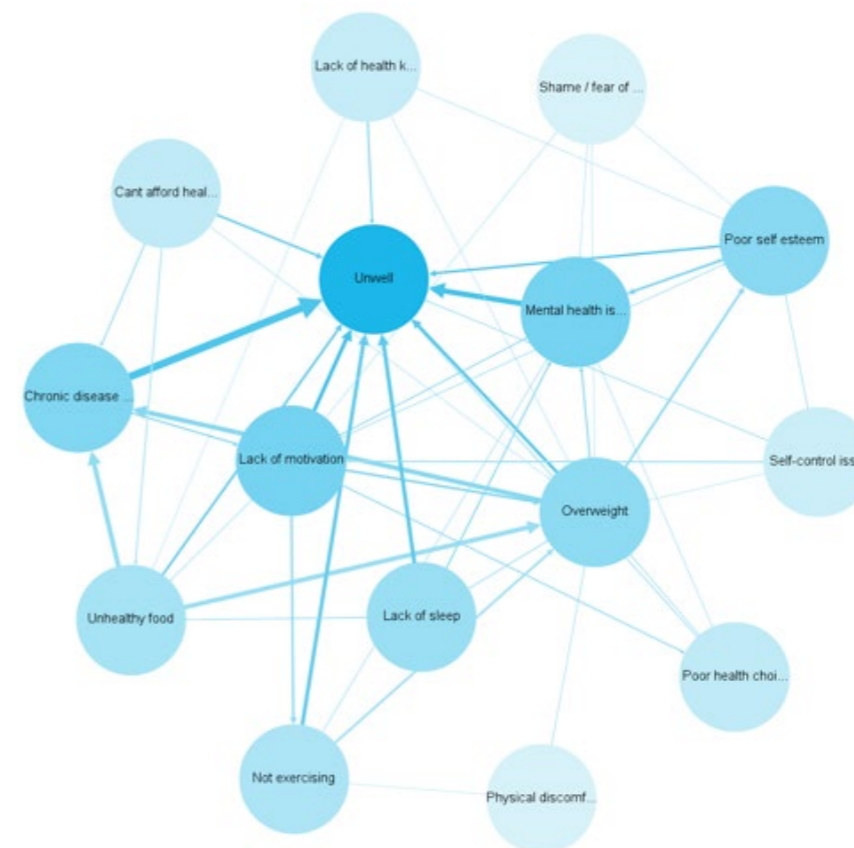 Lack of health k...
Shame / fear of ...
Cant afford heal...
Poor self esteem
Unwell
Mental health is...
Chronic disease ...
Lack of motivation
Self-control iss
Overweight
Unhealthy food
Lack of sleep
Poor health choi...
Not exercising
Physical discomf...